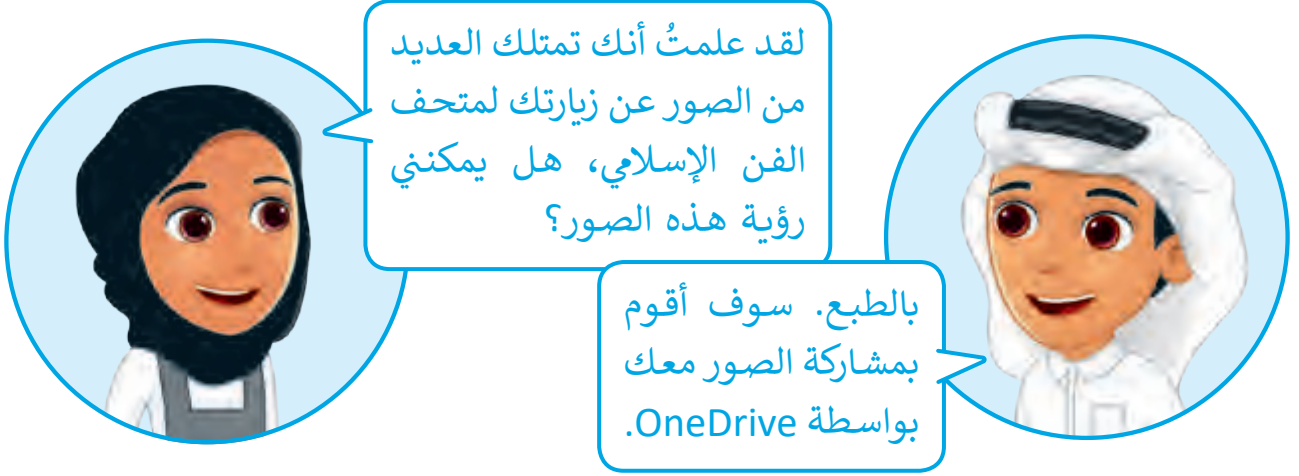 لقد علمتُ أنك تمتلك العديد
من الصور عن زيارتك لمتحف
الفن الإسلامي، هل يمكنني
رؤية هذه الصور؟
بالطبع. سوف أقوم
بمشاركة الصور معك
بواسطة OneDrive.